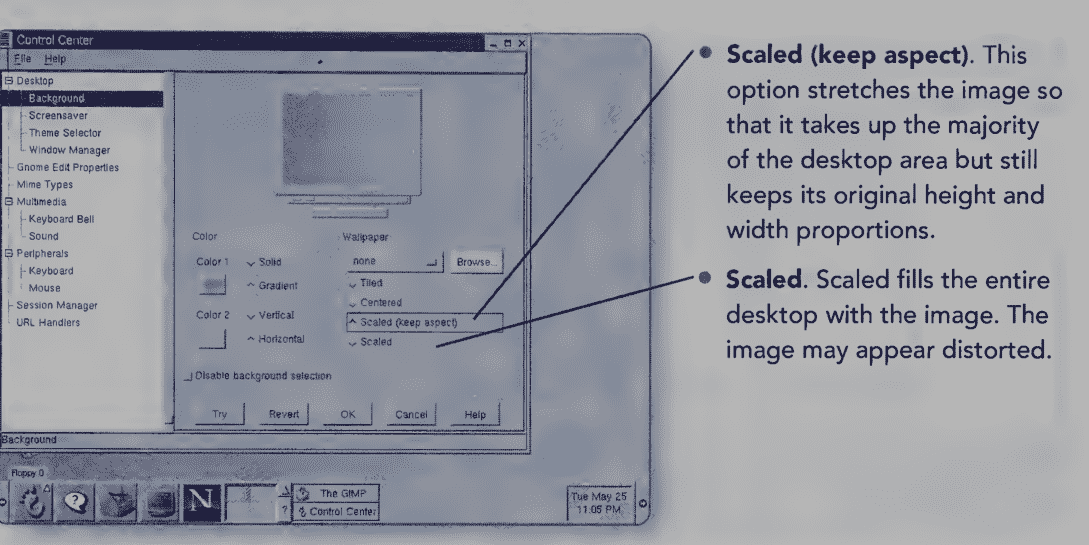 Control Center
File Help
Desktop
Background
Screensaver
Theme Selector
Window Manager
Gnome Edit Properties
Mime Types
Multimedia
Keyboard Bell
Sound
Peripherals
Keyboard
Mouse
Session Manager
URL Handlers
Color
Color 1
Solid
Gradient
Color 2
Vertical
Horizontal
Wallpaper
none
Browse...
Tiled
Centered
Scaled (keep aspect)
Scaled
Disable background selection
Try Revert OK Cancel Help
Background
Floppy 0
N
The GIMP
Control Center
Tue May 25
11:05 PM
• Scaled (keep aspect). This
option stretches the image so
that it takes up the majority
of the desktop area but still
keeps its original height and
width proportions.
• Scaled. Scaled fills the entire
desktop with the image. The
image may appear distorted.